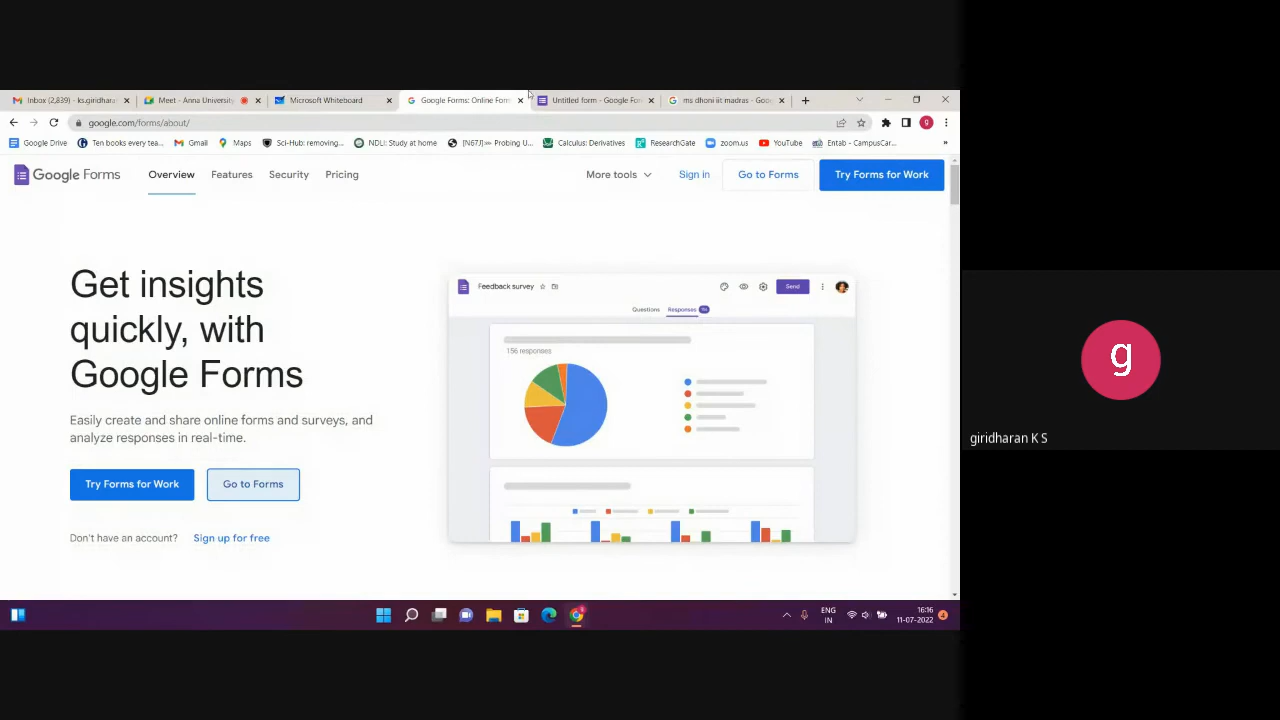 Inbox (2,839) - ks.giridhar
Meet - Anna University
Microsoft Whiteboard
Google Forms: Online Form
Untitled form - Google For
ms dhoni iit madras - Goo
google.com/forms/about/
Google Drive
Ten books every tea...
Gmail
Maps
Sci-Hub: removing...
NDLI: Study at home
[N67J]>> Probing U...
Calculus: Derivatives
ResearchGate
zoom.us
YouTube
Entab - CampusCar...
Google Forms
Overview
Features
Security
Pricing
More tools
Sign in
Go to Forms
Try Forms for Work
Get insights
quickly, with
Google Forms
Easily create and share online forms and surveys, and
analyze responses in real-time.
Try Forms for Work
Go to Forms
Don't have an account?
Sign up for free
Feedback survey
Send
Questions
Responses
156 responses
g
giridharan K S
ENG
IN
16:16
11-07-2022
4